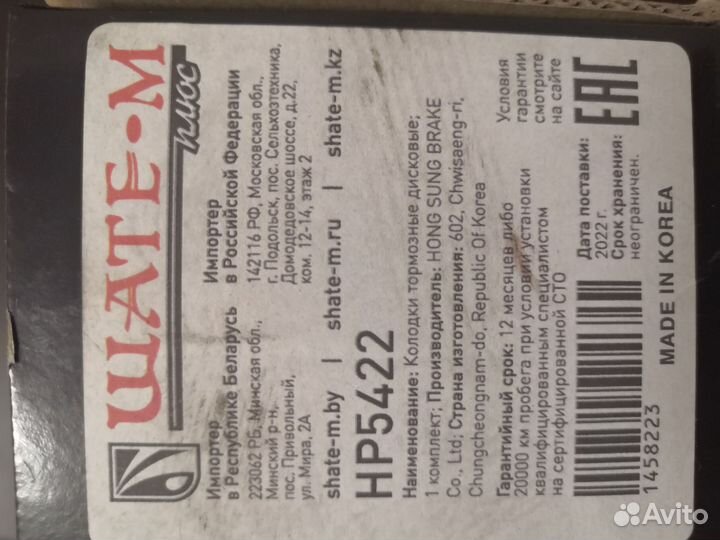 ШАТЕ-М
плюс
Импортер
в Республике Беларусь
223062 РБ, Минская обл.,
Минский р-н,
пос. Привольный,
ул. Мира, 2А
Импортер
в Российской Федерации
142116 РФ, Московская обл.,
г. Подольск, пос. Сельхозтехника,
Домодедовское шоссе, д.22,
ком. 12-14, этаж 2
shate-m.by | shate-m.ru | shate-m.kz
HP5422
Наименование: Колодки тормозные дисковые;
1 комплект; Производитель: HONG SUNG BRAKE
Co., Ltd; Страна изготовления: 602, Chwisaeng-ri,
Chungcheongnam-do, Republic Of Korea
Гарантийный срок: 12 месяцев либо
20000 км пробега при условии установки
квалифицированным специалистом
на сертифицированной СТО
Условия
гарантии
смотрите
на сайте
EAC
Дата поставки:
2022 г.
Срок хранения:
неограничен.
1458223
MADE IN KOREA
Avito